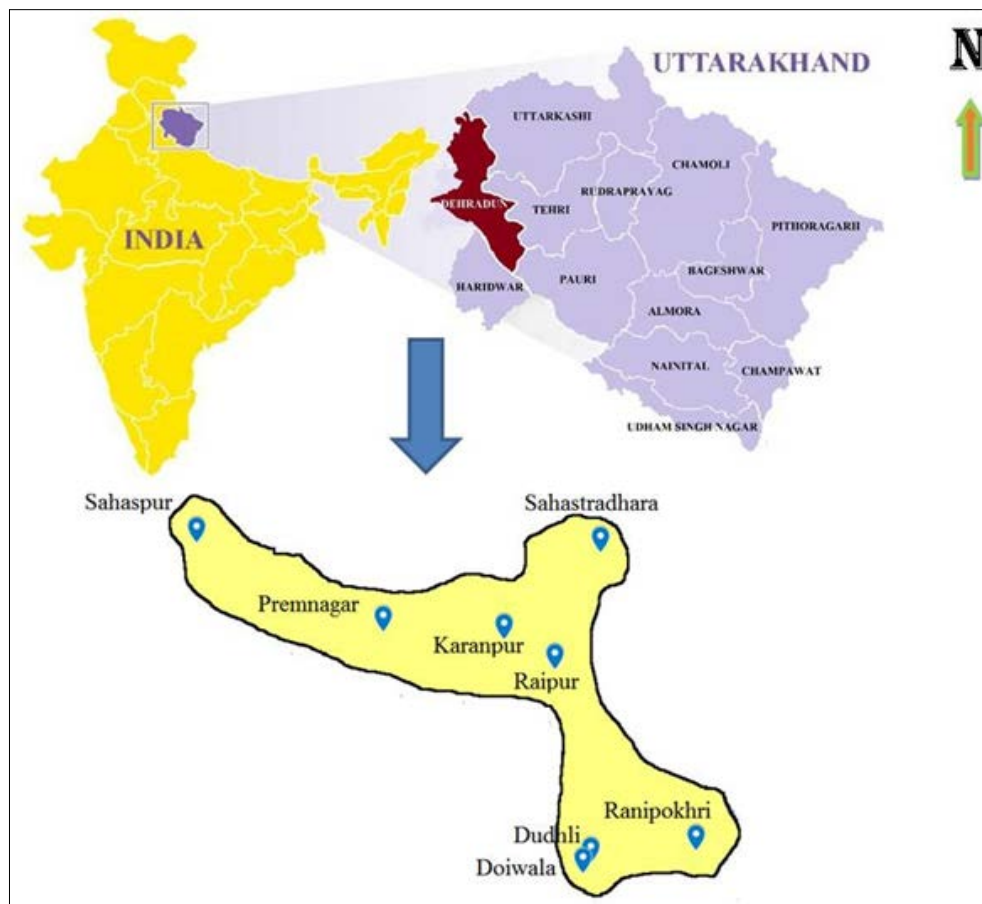 N
UTTARAKHAND
UTTARKASHI
CHAMOLI
RUDRAPRAYAG
DEHRADUN
TEHRI
PITHORAGARH
INDIA
BAGESHWAR
HARIDWAR
PAURI
ALMORA
NAINITAL
CHAMPAWAT
UDHAM SINGH NAGAR
Sahaspur
Sahastradhara
Premnagar
Karanpur
Raipur
Ranipokhri
Dudhli
Doiwala